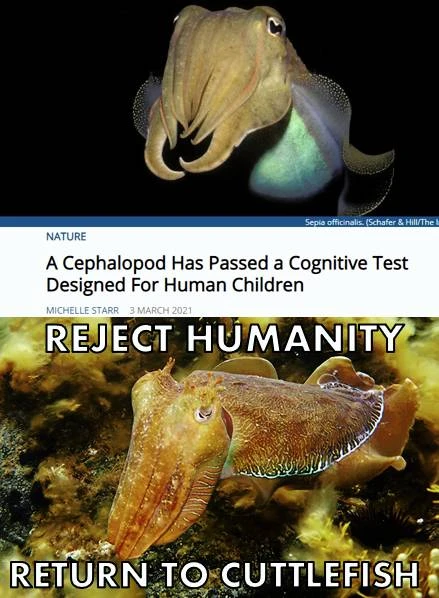 Sepia officinalis. (Schafer & Hill/The
NATURE
A Cephalopod Has Passed a Cognitive Test
Designed For Human Children
MICHELLE STARR 3 MARCH 2021
REJECT HUMANITY
RETURN TO CUTTLEFISH